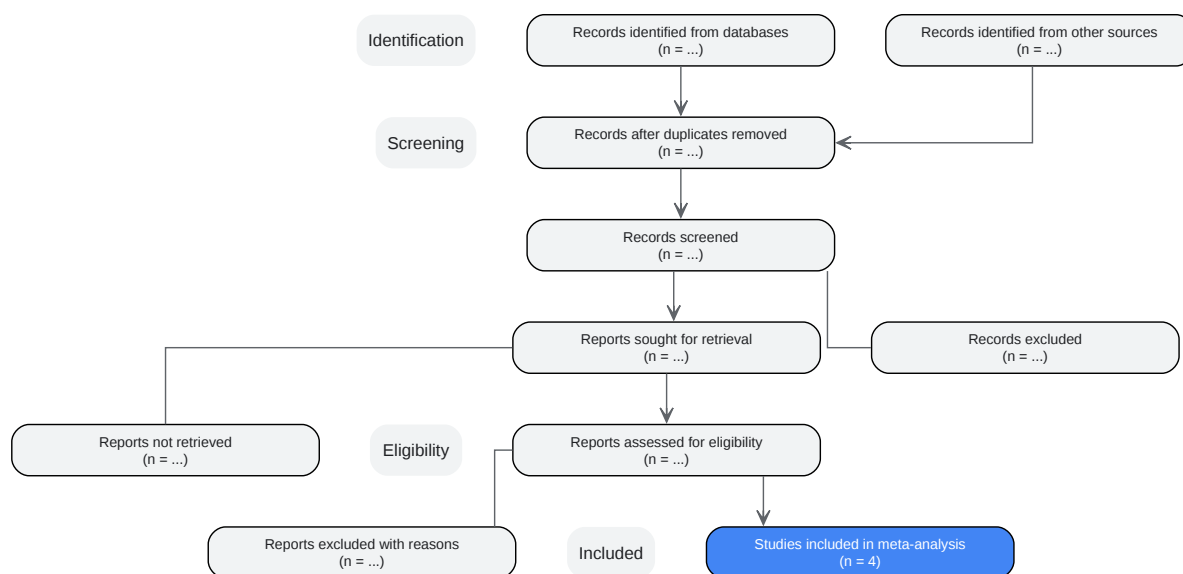 Identification
Records identified from databases
(n = ...)
Records identified from other sources
(n = ...)
Screening
Records after duplicates removed
(n = ...)
Records screened
(n = ...)
Reports sought for retrieval
(n = ...)
Records excluded
(n = ...)
Reports not retrieved
(n = ...)
Eligibility
Reports assessed for eligibility
(n = ...)
Reports excluded with reasons
(n = ...)
Included
Studies included in meta-analysis
(n = 4)